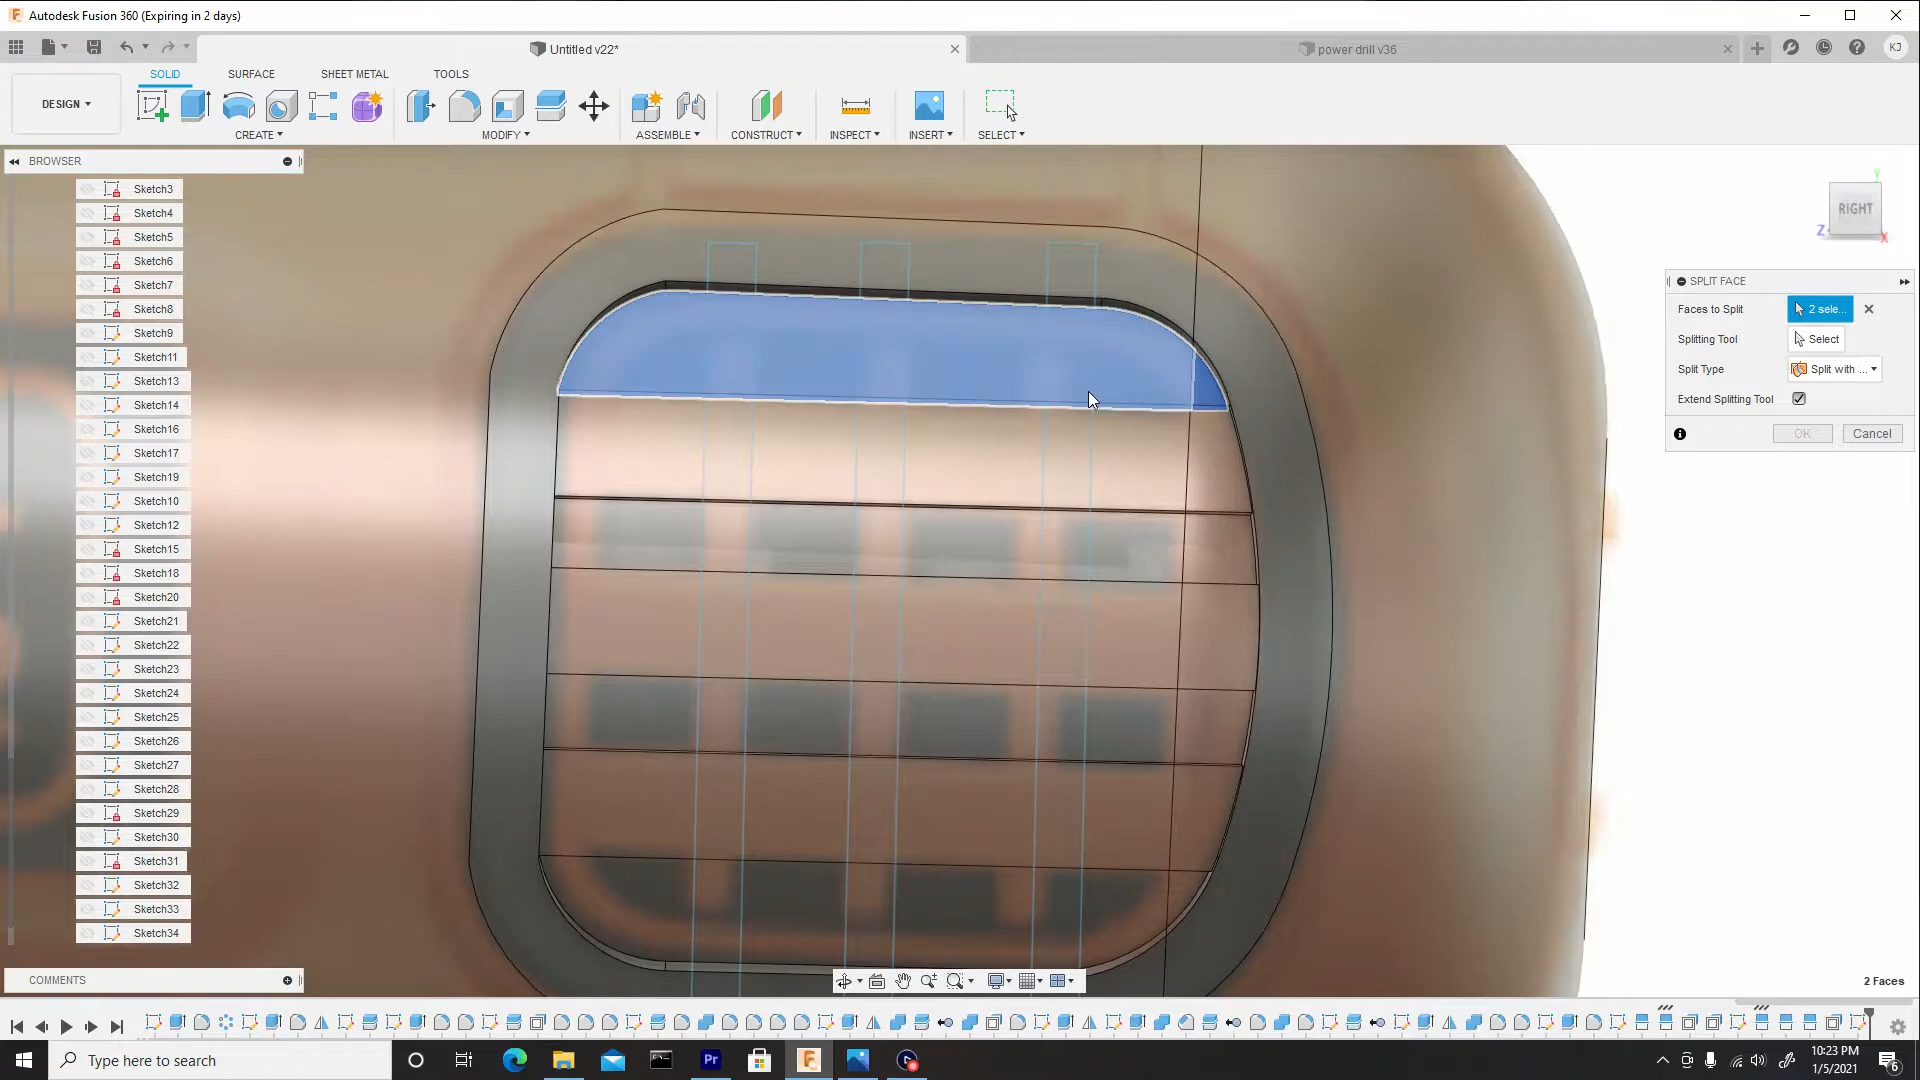 Autodesk Fusion 360 (Expiring in 2 days)
Untitled v22*
power drill v36
KJ
DESIGN
SOLID
SURFACE
SHEET METAL
TOOLS
CREATE
MODIFY
ASSEMBLE
CONSTRUCT
INSPECT
INSERT
SELECT
BROWSER
Sketch3
Sketch4
Sketch5
Sketch6
Sketch7
Sketch8
Sketch9
Sketch11
Sketch13
Sketch14
Sketch16
Sketch17
Sketch19
Sketch10
Sketch12
Sketch15
Sketch18
Sketch20
Sketch21
Sketch22
Sketch23
Sketch24
Sketch25
Sketch26
Sketch27
Sketch28
Sketch29
Sketch30
Sketch31
Sketch32
Sketch33
Sketch34
Y
RIGHT
Z
X
SPLIT FACE
Faces to Split 2 sele...
Splitting Tool Select
Split Type Split with ...
Extend Splitting Tool
OK Cancel
COMMENTS
2 Faces
Type here to search
Pr
10:23 PM
1/5/2021
6